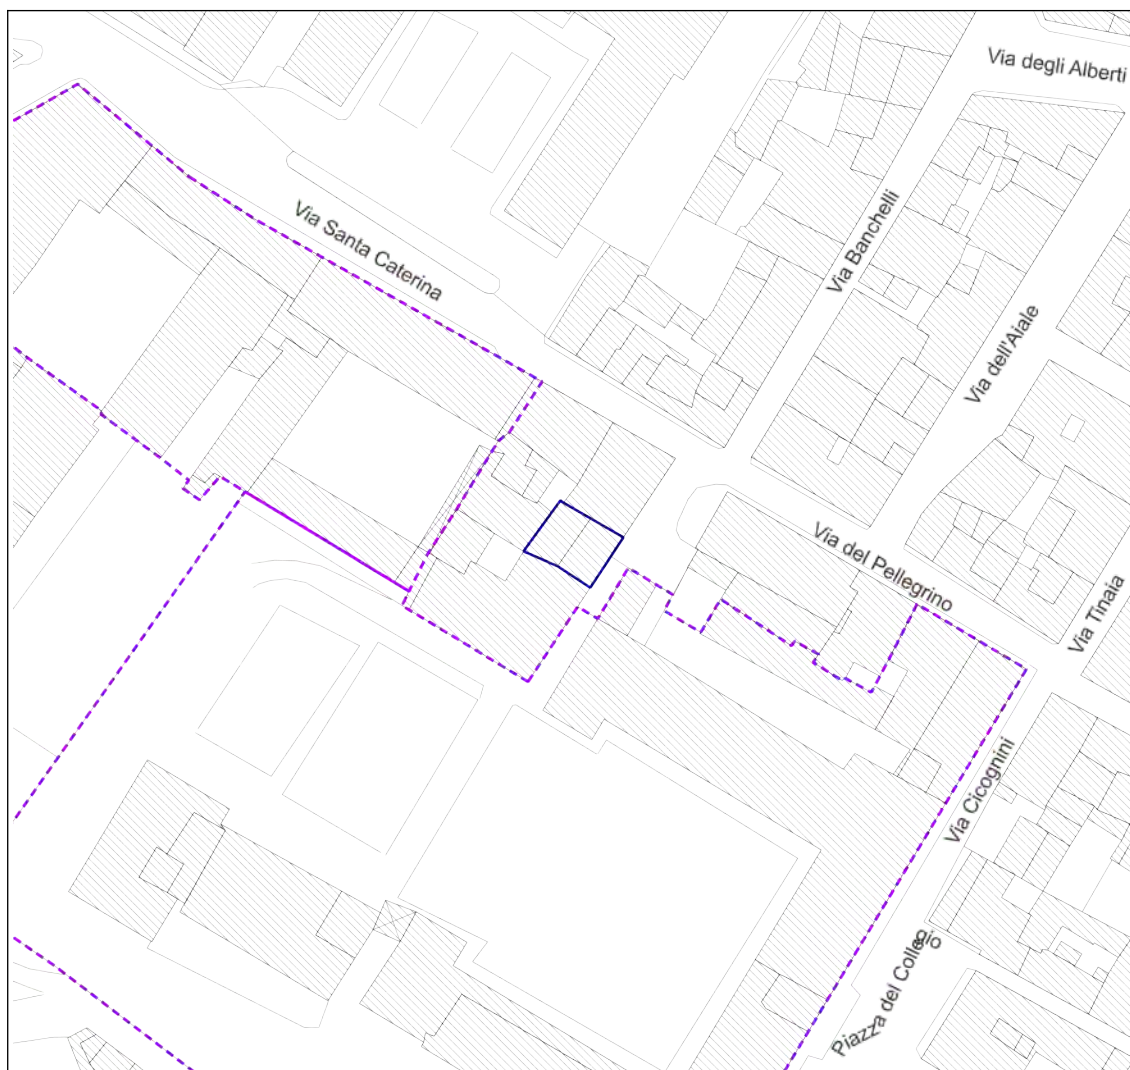 Via degli Alberti
Via Santa Caterina
Via Banchelli
Via dell'Aiale
Via del Pellegrino
Via Tinaia
Via Cicognini
Piazza del Collegio